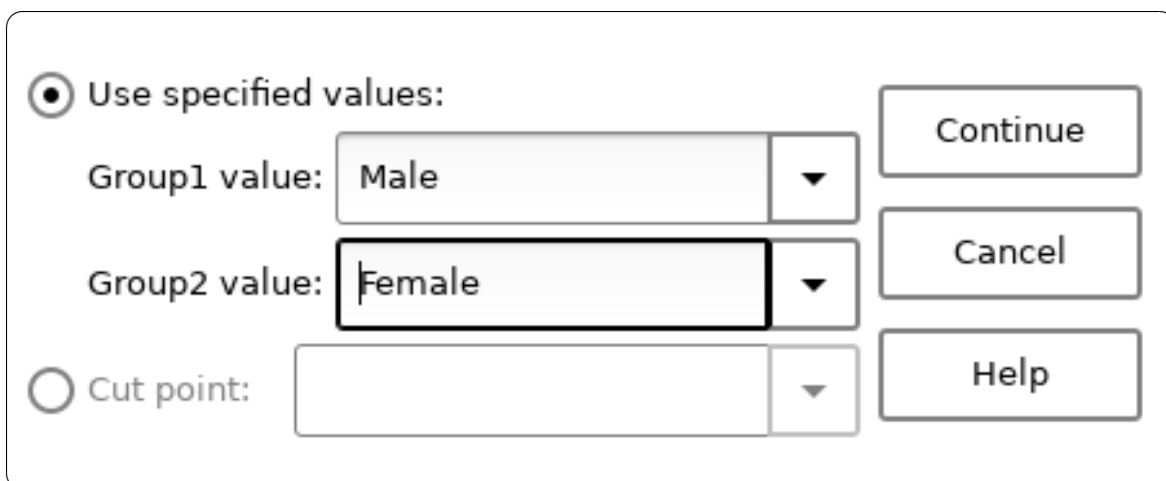 Use specified values:
Group1 value: Male
Group2 value: Female
Cut point:
Continue
Cancel
Help